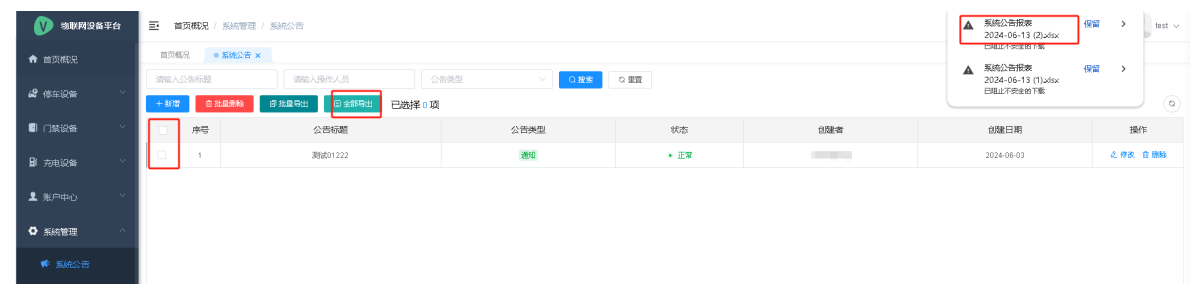 物联网设备平台
首页概况 / 系统管理 / 系统公告
系统公告报表
2024-06-13 (2).xlsx
已阻止不安全的下载
保留
test
系统公告报表
2024-06-13 (1).xlsx
已阻止不安全的下载
保留
首页概况
系统公告 ×
请输入公告标题
请输入操作人员
公告类型
搜索
重置
+ 新增
批量删除
批量导出
全部导出
已选择 0 项
序号 公告标题 公告类型 状态 创建者 创建日期 操作
1 测试01222 通知 正常 2024-06-03 修改 删除
首页概况
停车设备
门禁设备
充电设备
账户中心
系统管理
系统公告